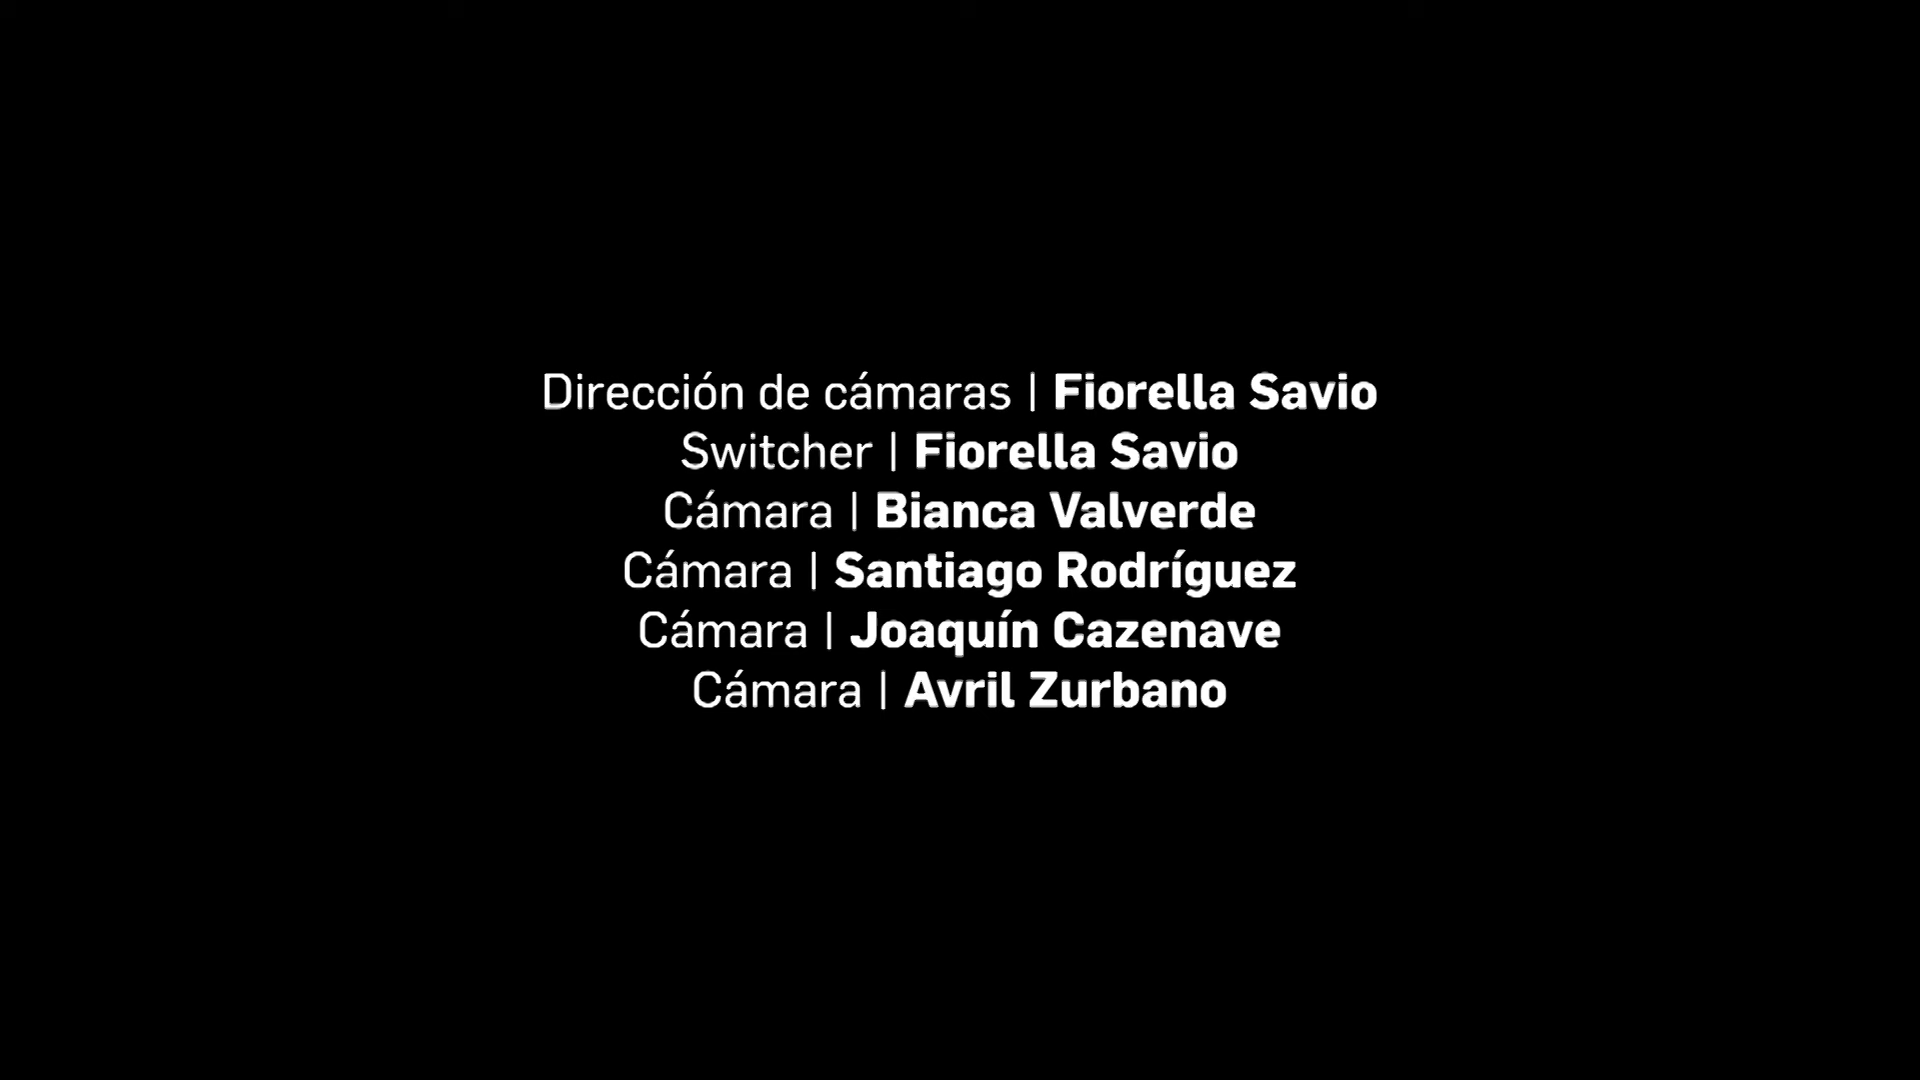 Dirección de cámaras | Fiorella Savio
Switcher | Fiorella Savio
Cámara | Bianca Valverde
Cámara | Santiago Rodríguez
Cámara | Joaquín Cazenave
Cámara | Avril Zurbano